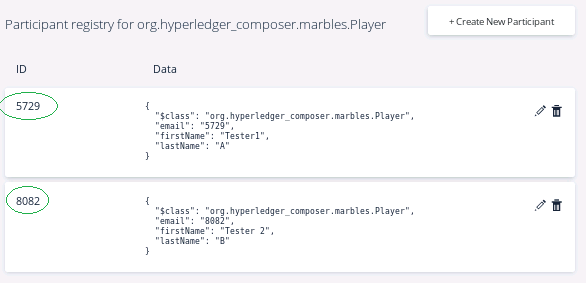 Participant registry for org.hyperledger_composer.marbles.Player
+ Create New Participant
ID Data
5729
{
"$class": "org.hyperledger_composer.marbles.Player",
"email": "5729",
"firstName": "Tester1",
"lastName": "A"
}
8082
{
"$class": "org.hyperledger_composer.marbles.Player",
"email": "8082",
"firstName": "Tester 2",
"lastName": "B"
}